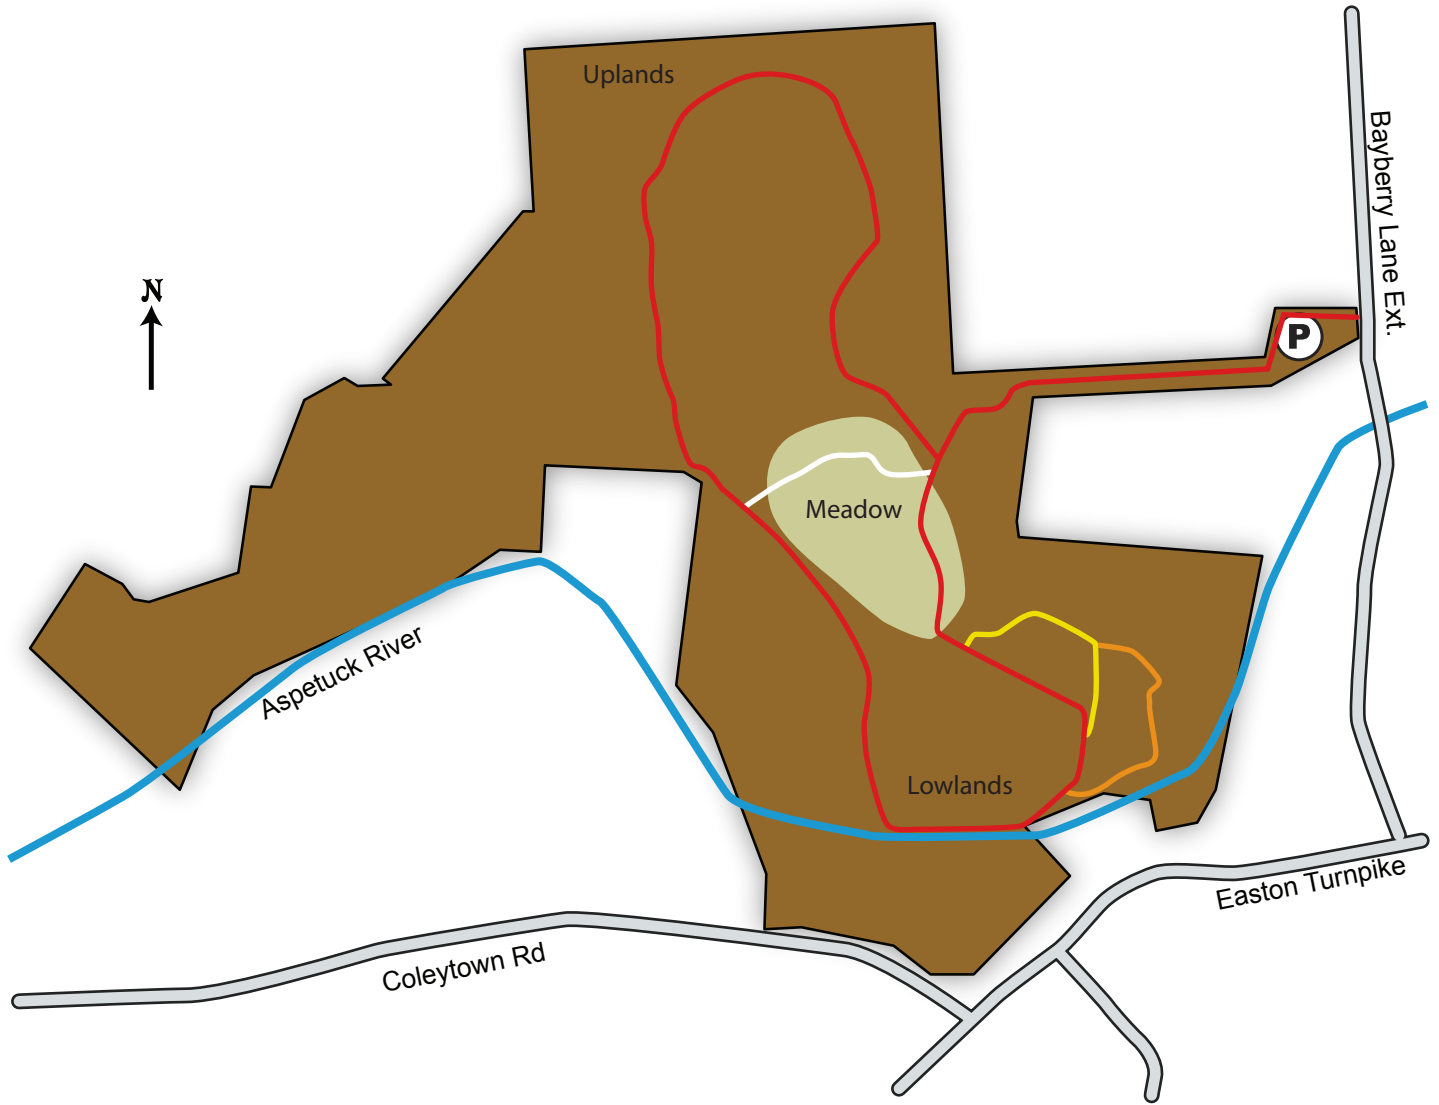 Uplands
Bayberry Lane Ext.
N
P
Meadow
Aspetuck River
Lowlands
Easton Turnpike
Coleytown Rd